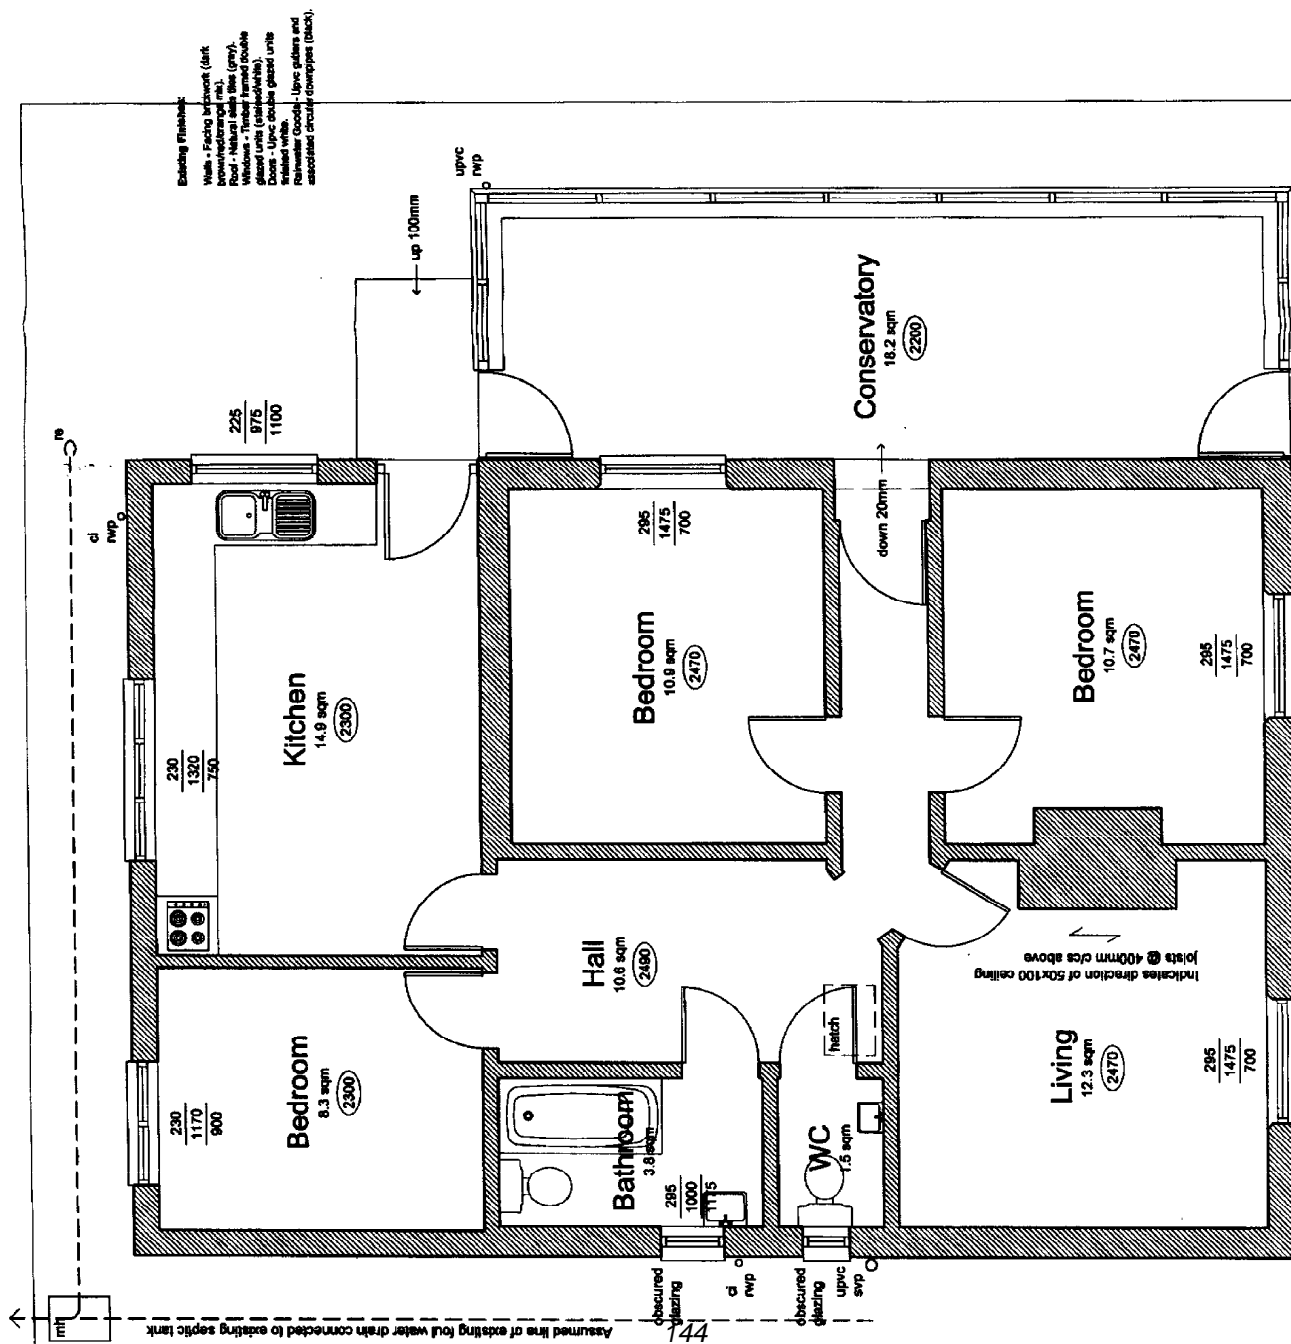 Existing Finishes:
Walls - Facing brickwork (dark
brown/red/orange mix).
Roof - Natural slate tiles (grey).
Windows - Timber framed double
glazed units (stained/white).
Doors - Upvc double glazed units
finished white.
Rainwater Goods - Upvc gutters and
associated circular downpipes (black).
upvc
rwp
up 100mm
re
ci
rwp
225
975
1100
Conservatory
18.2 sqm
2200
down 20mm
230
1320
750
Kitchen
14.9 sqm
2300
295
1475
700
Bedroom
10.9 sqm
2470
Bedroom
10.7 sqm
2470
295
1475
700
Hall
10.6 sqm
2490
hatch
Indicates direction of 50x100 ceiling
joists @ 400mm c/cs above
230
1170
900
Bedroom
8.3 sqm
2300
Bathroom
3.8 sqm
295
1000
1175
WC
1.5 sqm
Living
12.3 sqm
2470
295
1475
700
obscured
glazing
ci
rwp
obscured
glazing
upvc
svp
mh
Assumed line of existing foul water drain connected to existing septic tank
144